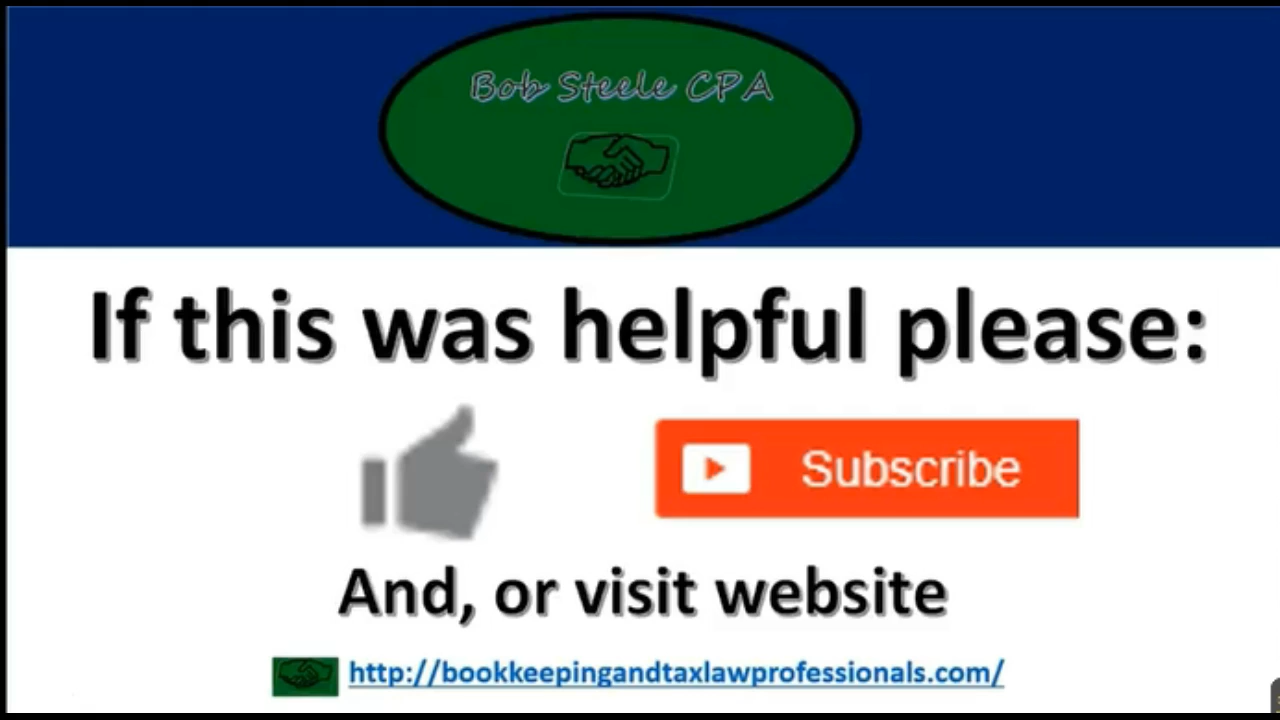 Bob Steele CPA
If this was helpful please:
Subscribe
And, or visit website
http://bookkeepingandtaxlawprofessionals.com/